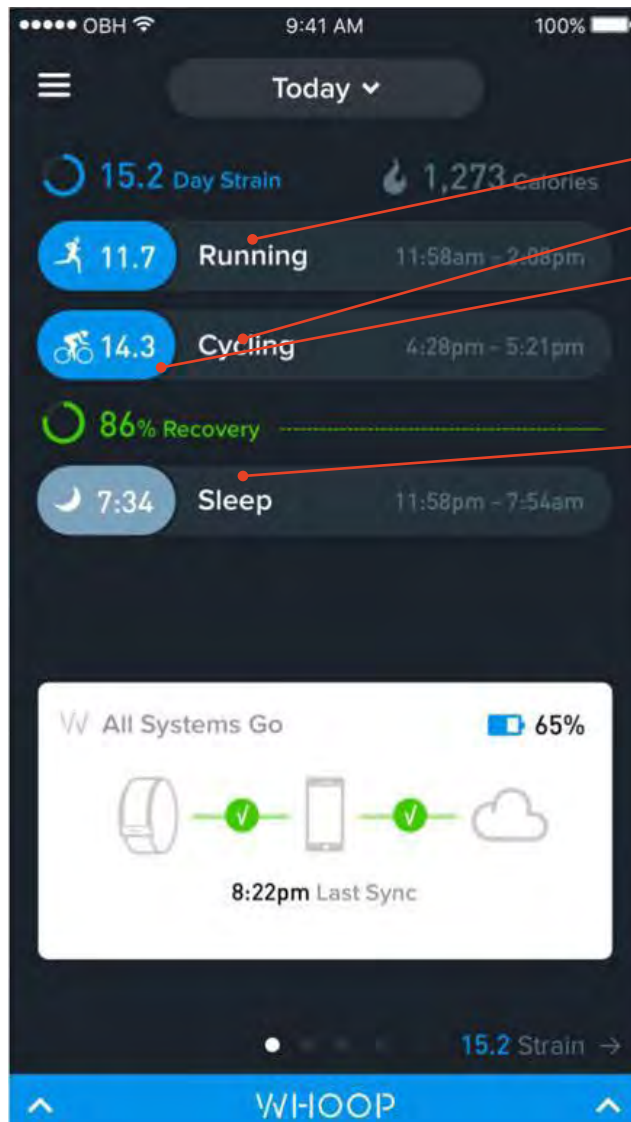 OBH 9:41 AM 100%
Today
15.2 Day Strain 1,273 Calories
11.7 Running 11:58am - 2:08pm
14.3 Cycling 4:28pm - 5:21pm
86% Recovery
7:34 Sleep 11:58pm - 7:54am
W All Systems Go 65%
8:22pm Last Sync
15.2 Strain →
WHOOP